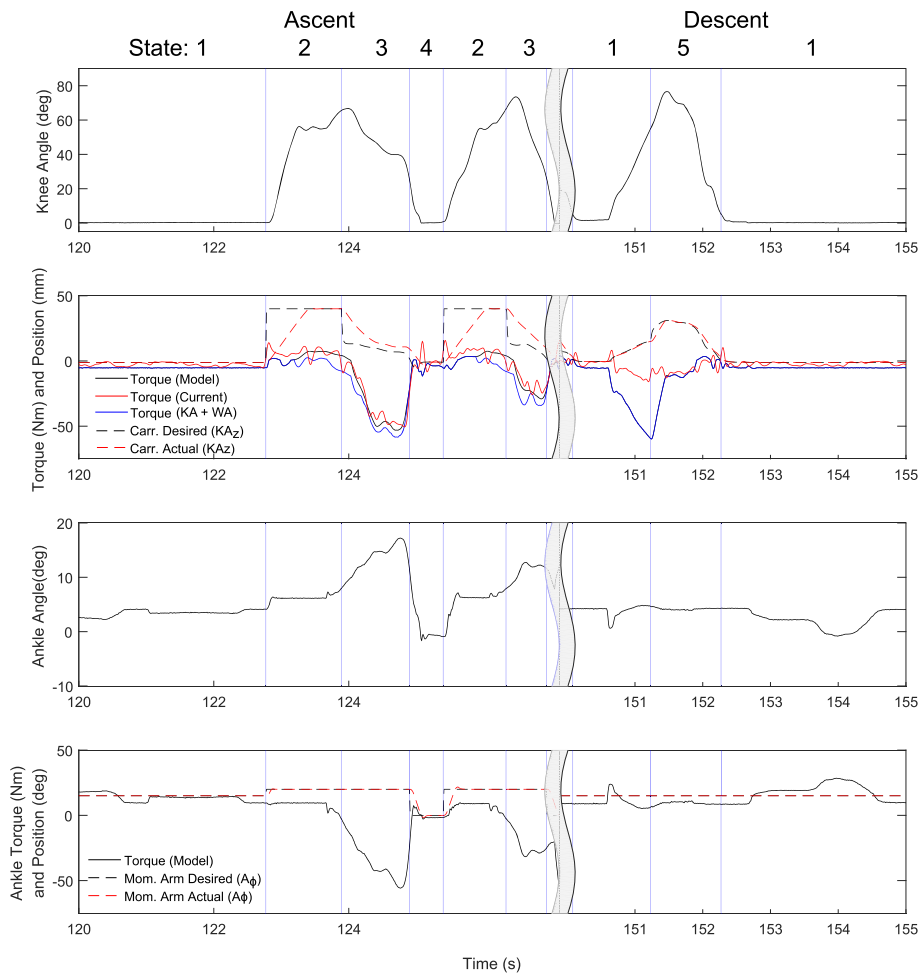 Ascent Descent
State: 1 2 3 4 2 3 1 5 1
80
60
40
20
0
Knee Angle (deg)
120 122 124 151 152 153 154 155
50
0
-50
Torque (Nm) and Position (mm)
Torque (Model)
Torque (Current)
Torque (KA + WA)
Carr. Desired (KAZ)
Carr. Actual (KAz)
120 122 124 151 152 153 154 155
20
10
0
-10
Ankle Angle(deg)
120 122 124 151 152 153 154 155
50
0
-50
Ankle Torque (Nm)
and Position (deg)
Torque (Model)
Mom. Arm Desired (Aϕ)
Mom. Arm Actual (Aϕ)
120 122 124 151 152 153 154 155
Time (s)